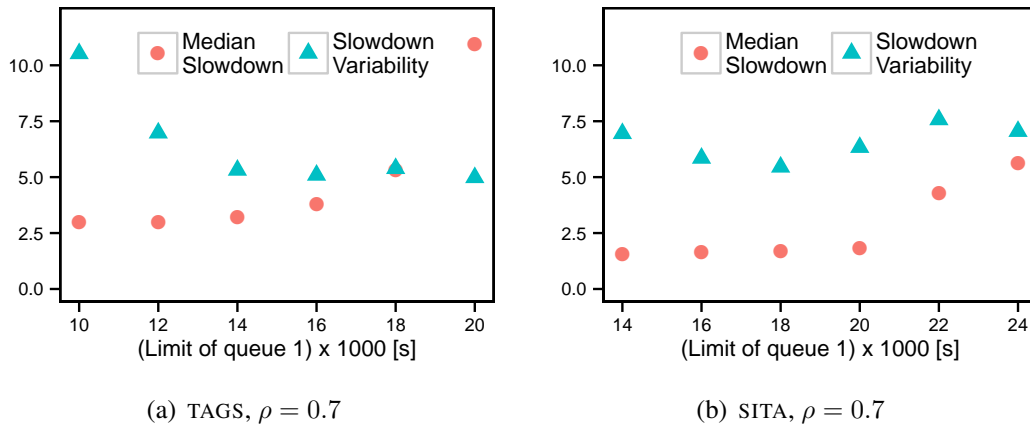 Median
Slowdown
Slowdown
Variability
10.0
7.5
5.0
2.5
0.0
10 12 14 16 18 20
(Limit of queue 1) x 1000 [s]
(a) TAGS, ρ = 0.7
Median
Slowdown
Slowdown
Variability
10.0
7.5
5.0
2.5
0.0
14 16 18 20 22 24
(Limit of queue 1) x 1000 [s]
(b) SITA, ρ = 0.7